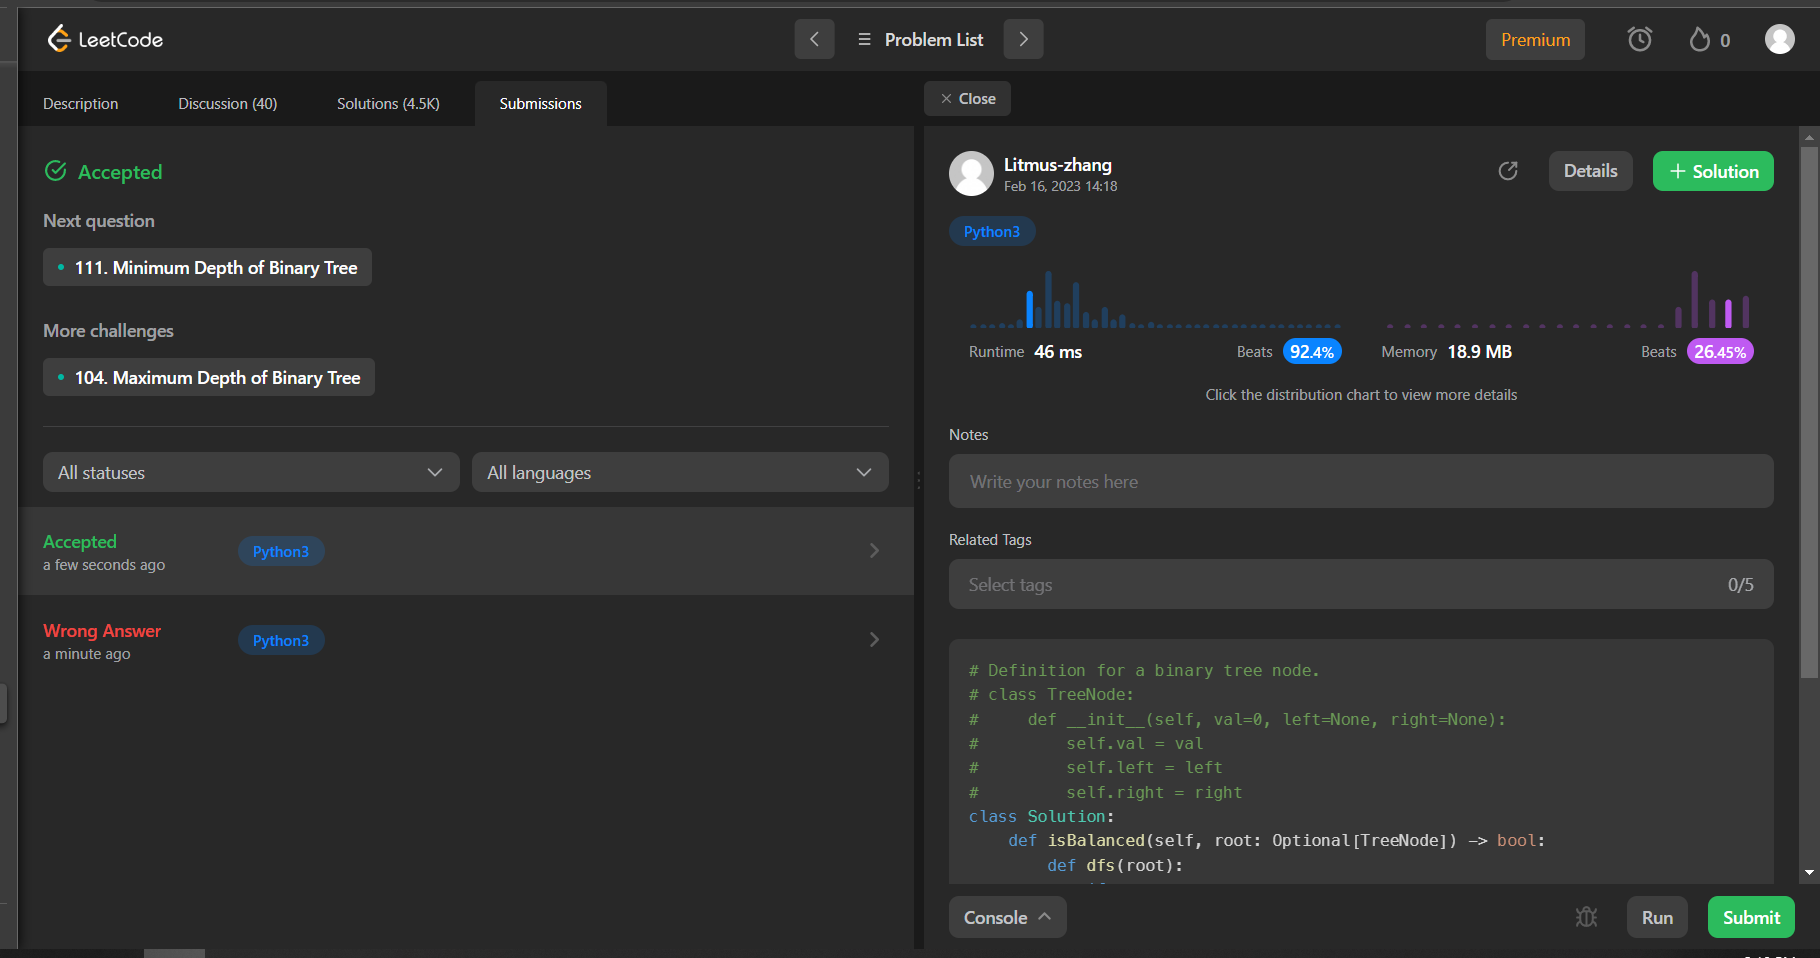 LeetCode
Problem List
Premium
0
Description
Discussion (40)
Solutions (4.5K)
Submissions
Close
Accepted
Next question
111. Minimum Depth of Binary Tree
More challenges
104. Maximum Depth of Binary Tree
All statuses
All languages
Accepted
Python3
a few seconds ago
Wrong Answer
Python3
a minute ago
Litmus-zhang
Feb 16, 2023 14:18
Details
+ Solution
Python3
Runtime 46 ms
Beats 92.4%
Memory 18.9 MB
Beats 26.45%
Click the distribution chart to view more details
Notes
Write your notes here
Related Tags
Select tags
0/5
# Definition for a binary tree node.
# class TreeNode:
#     def __init__(self, val=0, left=None, right=None):
#         self.val = val
#         self.left = left
#         self.right = right
class Solution:
    def isBalanced(self, root: Optional[TreeNode]) -> bool:
        def dfs(root):
Console
Run
Submit